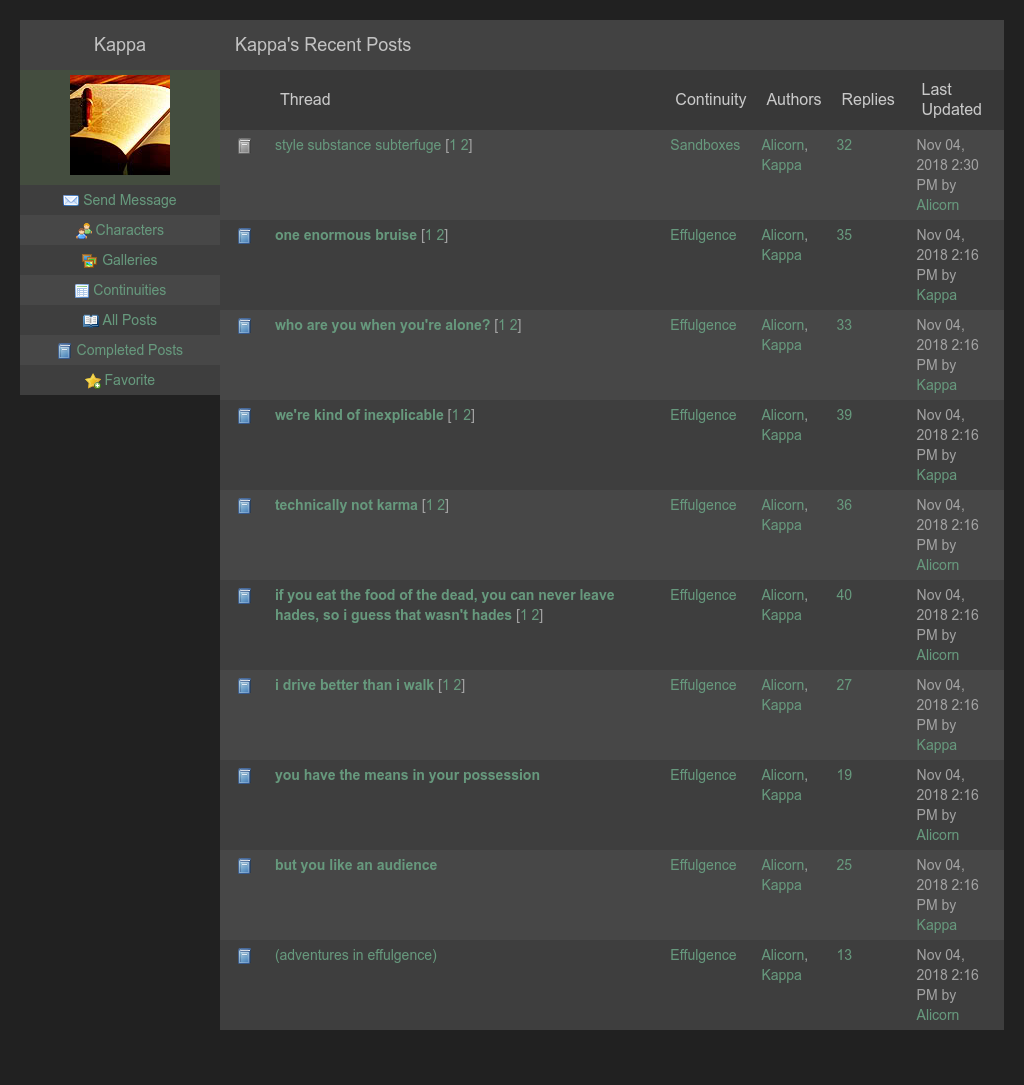 Kappa
Send Message
Characters
Galleries
Continuities
All Posts
Completed Posts
Favorite
Kappa's Recent Posts
Thread Continuity Authors Replies Last
Updated
style substance subterfuge [1 2] Sandboxes Alicorn, 32 Nov 04,
Kappa 2018 2:30
PM by
Alicorn
one enormous bruise [1 2] Effulgence Alicorn, 35 Nov 04,
Kappa 2018 2:16
PM by
Kappa
who are you when you're alone? [1 2] Effulgence Alicorn, 33 Nov 04,
Kappa 2018 2:16
PM by
Kappa
we're kind of inexplicable [1 2] Effulgence Alicorn, 39 Nov 04,
Kappa 2018 2:16
PM by
Kappa
technically not karma [1 2] Effulgence Alicorn, 36 Nov 04,
Kappa 2018 2:16
PM by
Alicorn
if you eat the food of the dead, you can never leave Effulgence Alicorn, 40 Nov 04,
hades, so i guess that wasn't hades [1 2] Kappa 2018 2:16
PM by
Alicorn
i drive better than i walk [1 2] Effulgence Alicorn, 27 Nov 04,
Kappa 2018 2:16
PM by
Kappa
you have the means in your possession Effulgence Alicorn, 19 Nov 04,
Kappa 2018 2:16
PM by
Alicorn
but you like an audience Effulgence Alicorn, 25 Nov 04,
Kappa 2018 2:16
PM by
Kappa
(adventures in effulgence) Effulgence Alicorn, 13 Nov 04,
Kappa 2018 2:16
PM by
Alicorn